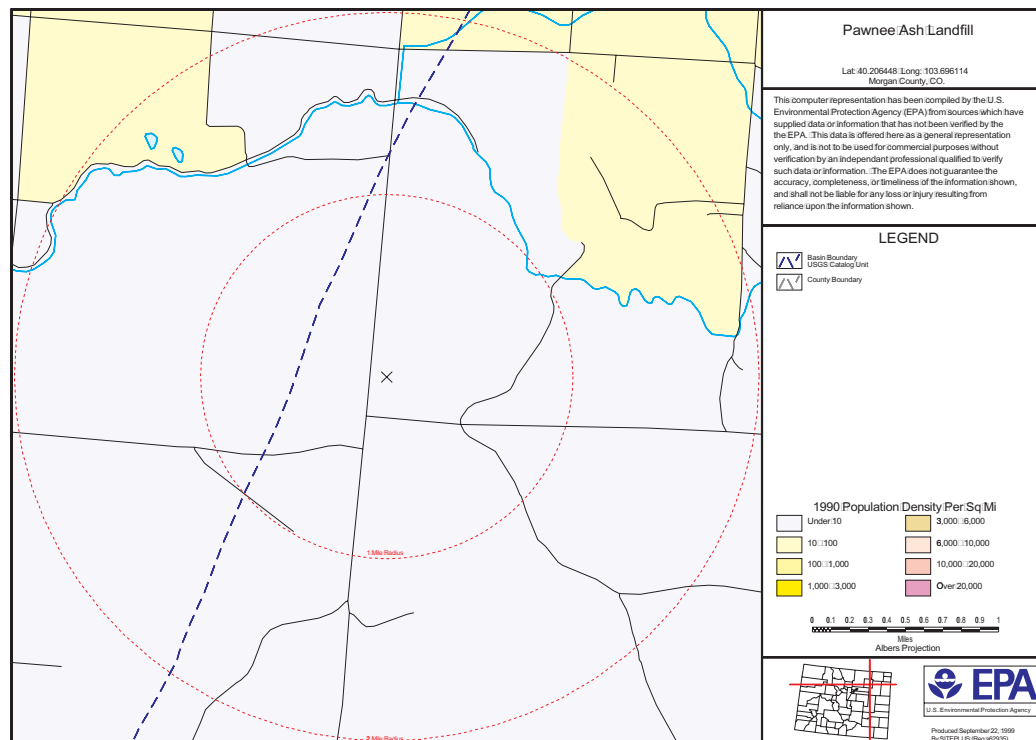 Pawnee Ash Landfill
Lat: 40.206448 Long: 103.696114
Morgan County, CO.
This computer representation has been compiled by the U.S.
Environmental Protection Agency (EPA) from sources which have
supplied data or information that has not been verified by the
the EPA. This data is offered here as a general representation
only, and is not to be used for commercial purposes without
verification by an independant professional qualified to verify
such data or information. The EPA does not guarantee the
accuracy, completeness, or timeliness of the information shown,
and shall not be liable for any loss or injury resulting from
reliance upon the information shown.
LEGEND
Basin Boundary
USGS Catalog Unit
County Boundary
1990 Population Density Per Sq Mi
Under 10
10 100
100 1,000
1,000 3,000
3,000 6,000
6,000 10,000
10,000 20,000
Over 20,000
0 0.1 0.2 0.3 0.4 0.5 0.6 0.7 0.8 0.9 1
Miles
Albers Projection
EPA
U.S. Environmental Protection Agency
Produced September 22, 1999
By SITEPLUS
1 Mile Radius
2 Mile Radius